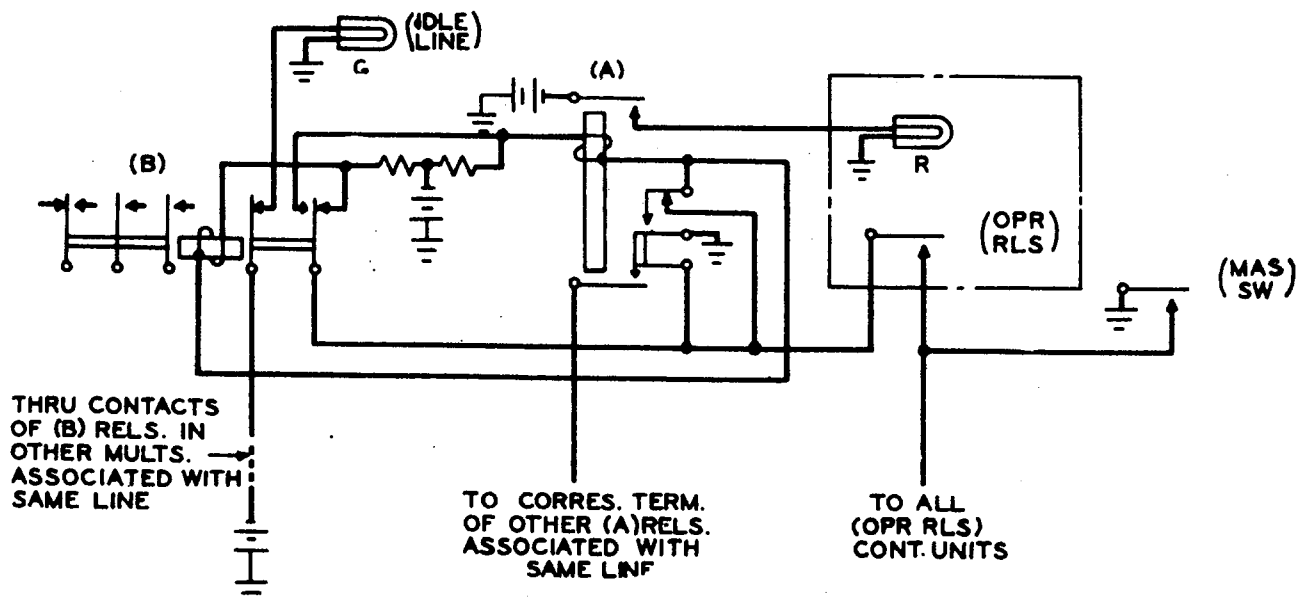 (IDLE
LINE)
G
(A)
(B)
R
(OPR
RLS)
(MAS
SW)
THRU CONTACTS
OF (B) RELS. IN
OTHER MULTS.
ASSOCIATED WITH
SAME LINE
TO CORRES. TERM.
OF OTHER (A)RELS.
ASSOCIATED WITH
SAME LINE
TO ALL
(OPR RLS)
CONT. UNITS